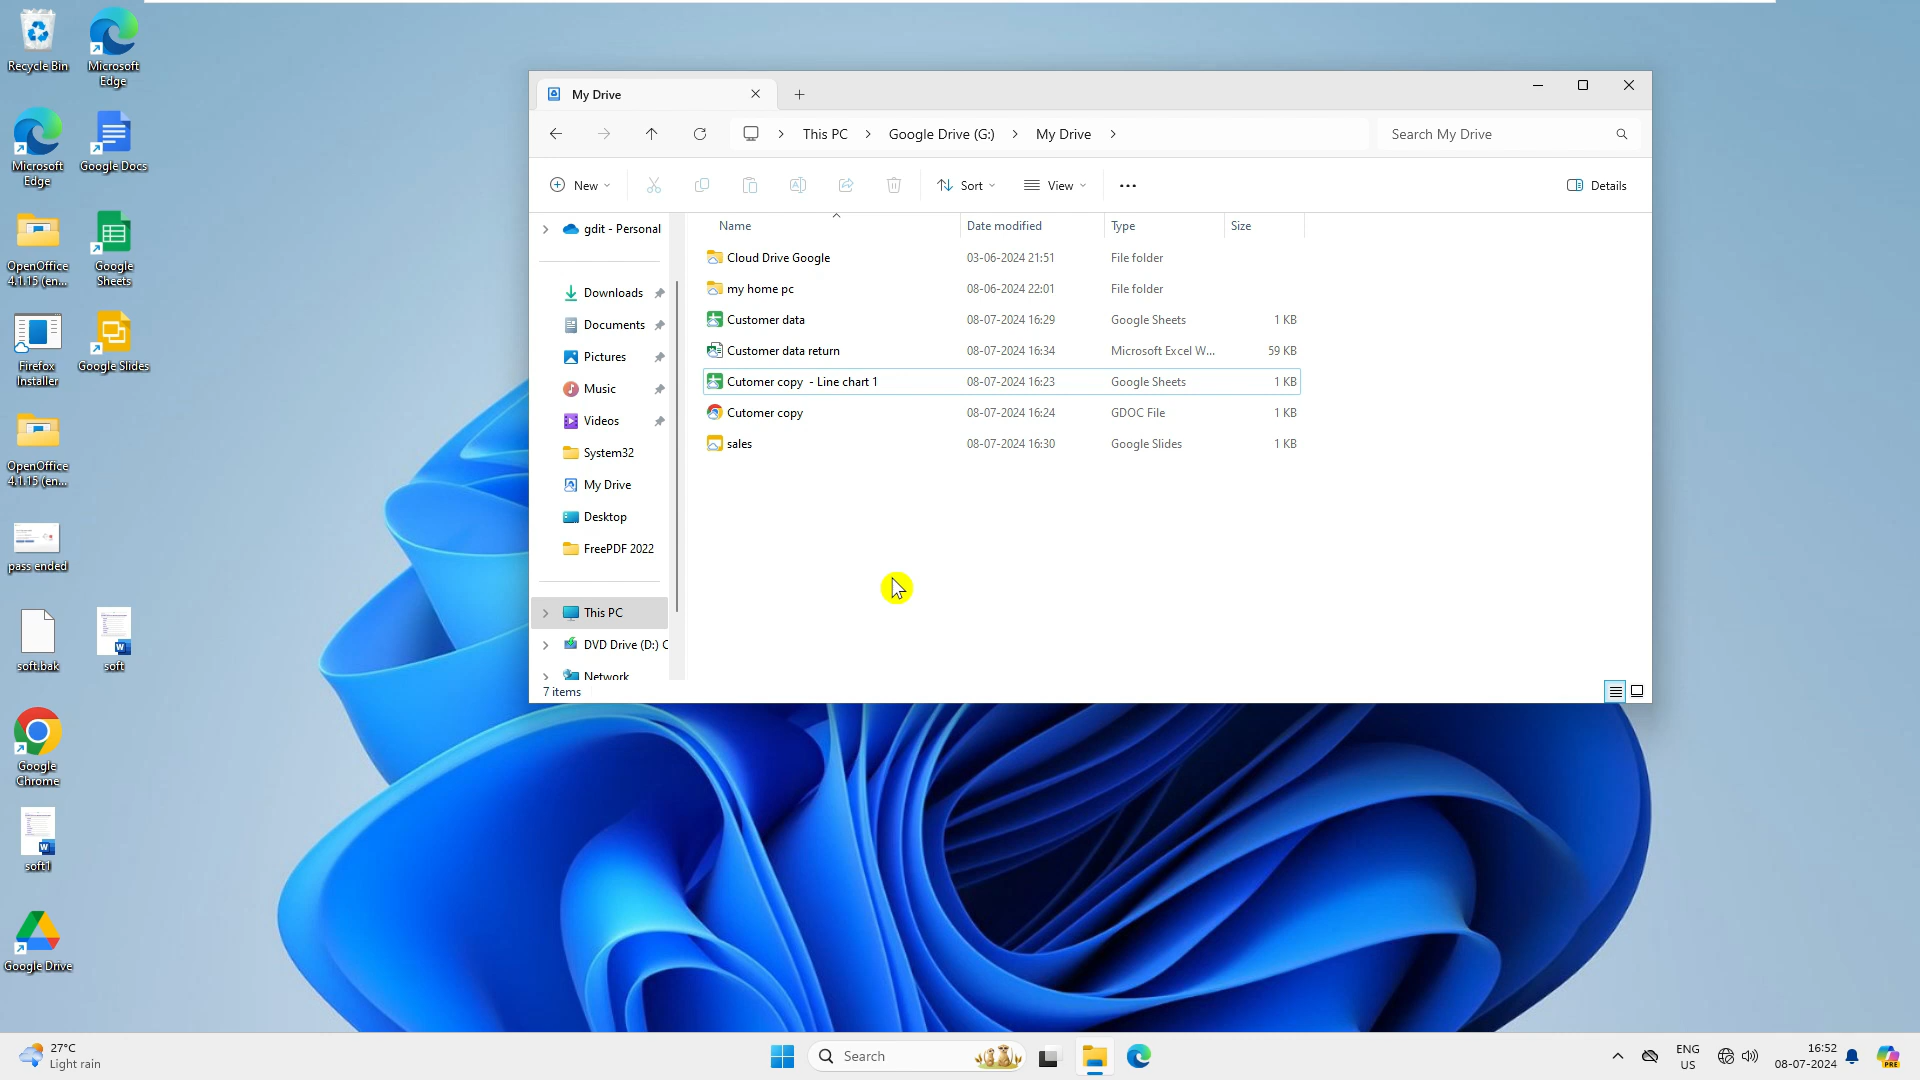 Recycle Bin
Microsoft
Edge
Microsoft
Edge
Google Docs
OpenOffice
4.1.15 (en...
Google
Sheets
Firefox
Installer
Google Slides
OpenOffice
4.1.15 (en...
pass ended
soft.bak
soft
Google
Chrome
soft1
Google Drive
My Drive
This PC
Google Drive (G:)
My Drive
Search My Drive
New
Sort
View
Details
gdit - Personal
Downloads
Documents
Pictures
Music
Videos
System32
My Drive
Desktop
FreePDF 2022
This PC
DVD Drive (D:) C
Network
Name Date modified Type Size
Cloud Drive Google 03-06-2024 21:51 File folder
my home pc 08-06-2024 22:01 File folder
Customer data 08-07-2024 16:29 Google Sheets 1 KB
Customer data return 08-07-2024 16:34 Microsoft Excel W... 59 KB
Cutomer copy - Line chart 1 08-07-2024 16:23 Google Sheets 1 KB
Cutomer copy 08-07-2024 16:24 GDOC File 1 KB
sales 08-07-2024 16:30 Google Slides 1 KB
7 items
27°C
Light rain
Search
ENG
US
16:52
08-07-2024
PRE